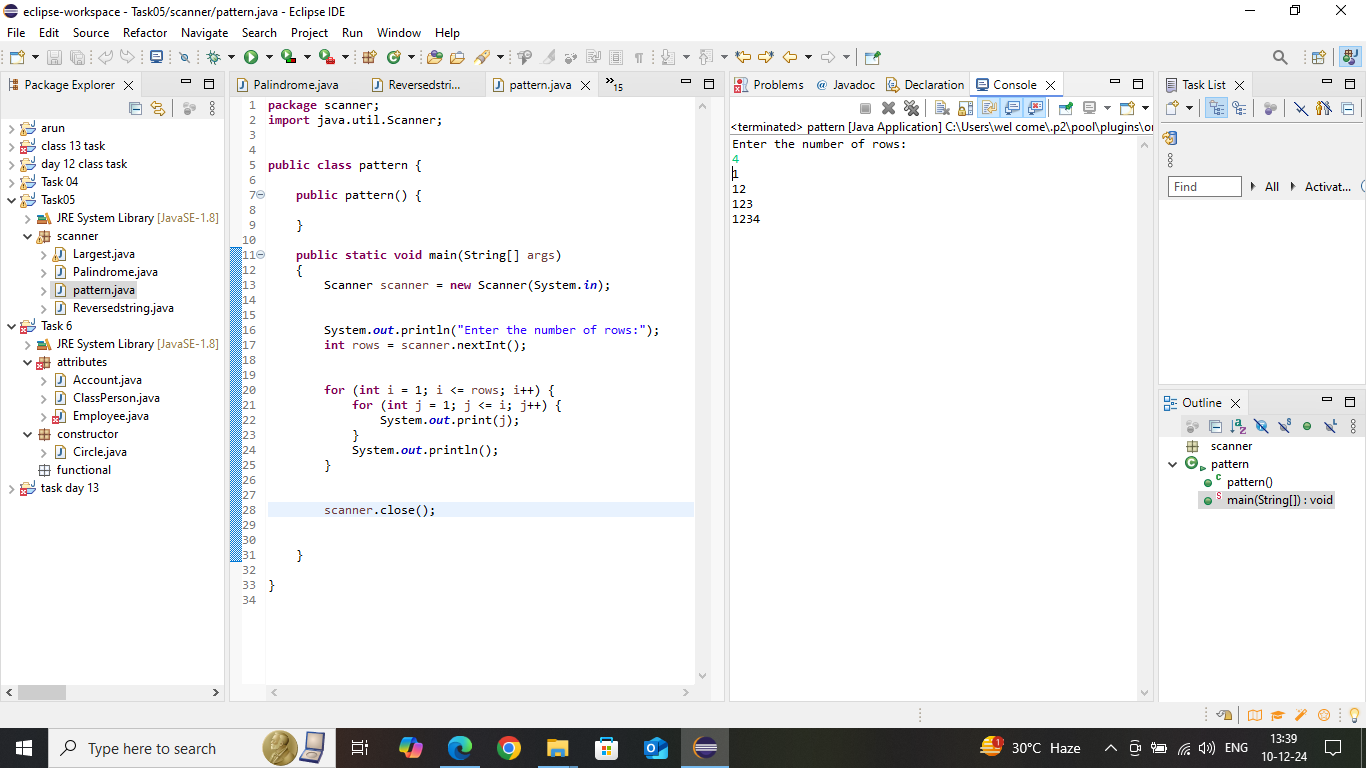 eclipse-workspace - Task05/scanner/pattern.java - Eclipse IDE
File Edit Source Refactor Navigate Search Project Run Window Help
Package Explorer
arun
class 13 task
day 12 class task
Task 04
Task05
JRE System Library [JavaSE-1.8]
scanner
Largest.java
Palindrome.java
pattern.java
Reversedstring.java
Task 6
JRE System Library [JavaSE-1.8]
attributes
Account.java
ClassPerson.java
Employee.java
constructor
Circle.java
functional
task day 13
Palindrome.java Reversedstri... pattern.java 15
1 package scanner;
2 import java.util.Scanner;
3
4
5 public class pattern {
6
7 public pattern() {
8
9 }
10
11 public static void main(String[] args)
12 {
13 Scanner scanner = new Scanner(System.in);
14
15
16 System.out.println("Enter the number of rows:");
17 int rows = scanner.nextInt();
18
19
20 for (int i = 1; i <= rows; i++) {
21 for (int j = 1; j <= i; j++) {
22 System.out.print(j);
23 }
24 System.out.println();
25 }
26
27
28 scanner.close();
29
30
31 }
32
33 }
34
Problems Javadoc Declaration Console
<terminated> pattern [Java Application] C:\Users\wel come\.p2\pool\plugins\
Enter the number of rows:
4
1
12
123
1234
Task List
Find All Activat...
Outline
scanner
pattern
pattern()
main(String[]) : void
Type here to search
30°C Haze
ENG
13:39
10-12-24